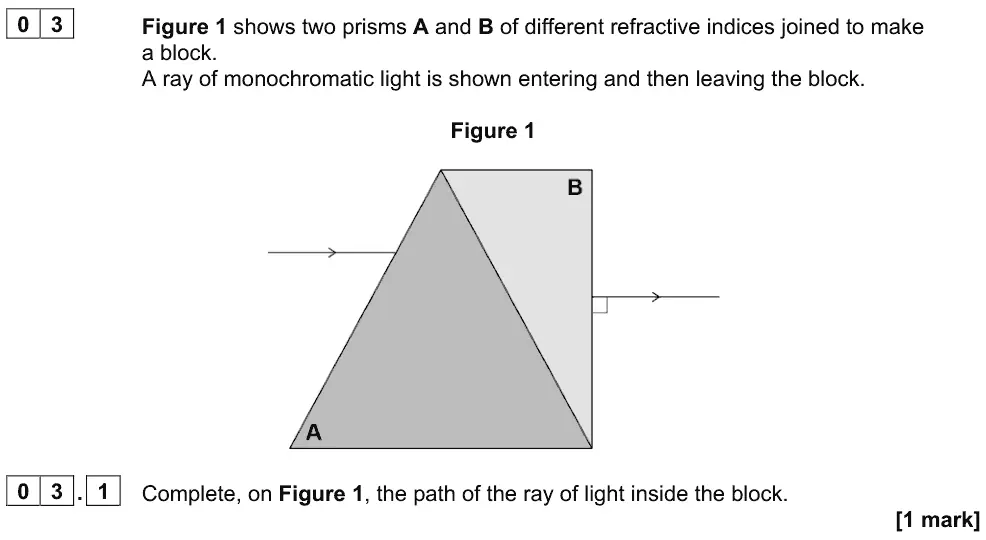 0 3
Figure 1 shows two prisms A and B of different refractive indices joined to make
a block.
A ray of monochromatic light is shown entering and then leaving the block.
Figure 1
B
A
0 3 . 1 Complete, on Figure 1, the path of the ray of light inside the block.
[1 mark]